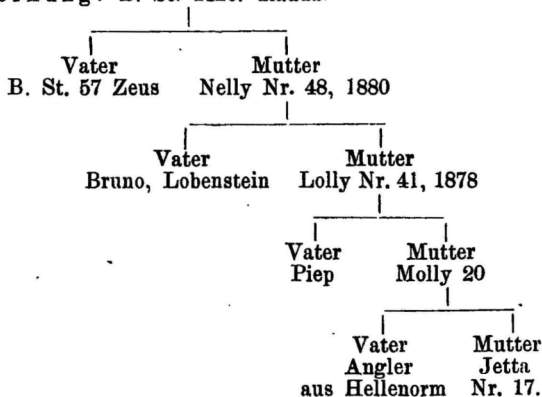 Vater Mutter
B. St. 57 Zeus Nelly Nr. 48, 1880
Vater Mutter
Bruno, Lobenstein Lolly Nr. 41, 1878
Vater Mutter
Piep Molly 20
Vater Mutter
Angler Jetta
aus Hellenorm Nr. 17.